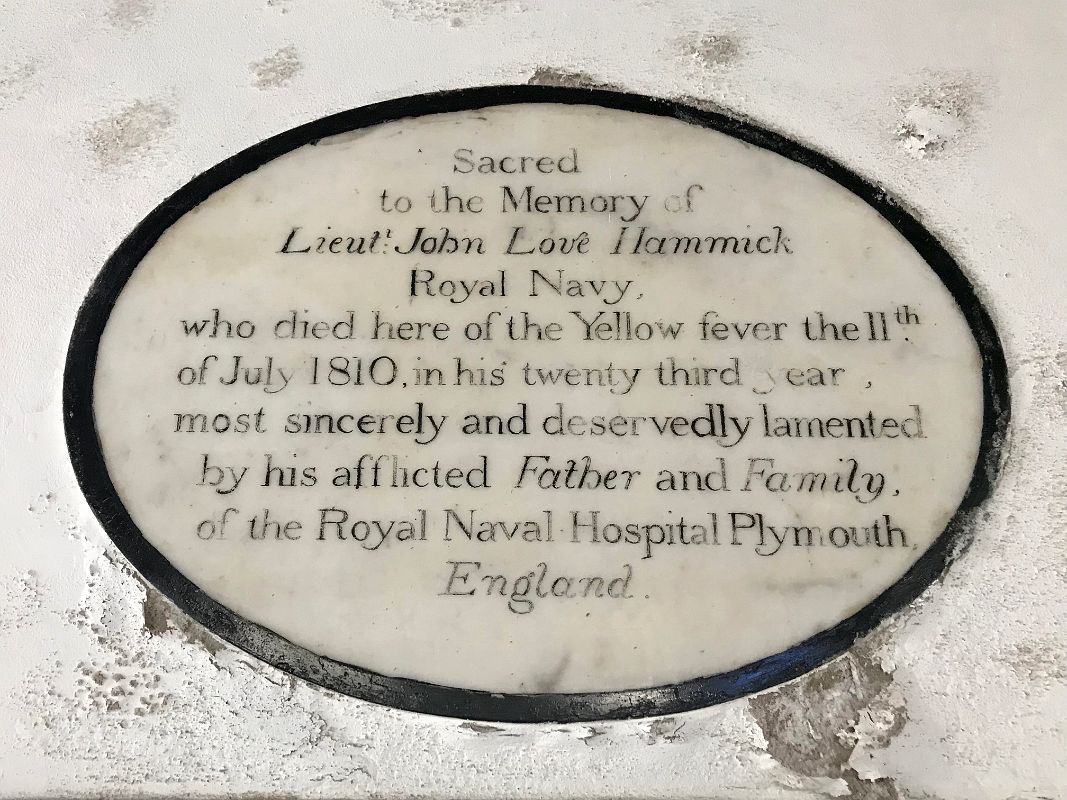 Sacred
to the Memory of
Lieut.t John Love Hammick
Royal Navy,
who died here of the Yellow fever the 11th.
of July 1810, in his twenty third year,
most sincerely and deservedly lamented
by his afflicted Father and Family,
of the Royal Naval Hospital Plymouth,
England.